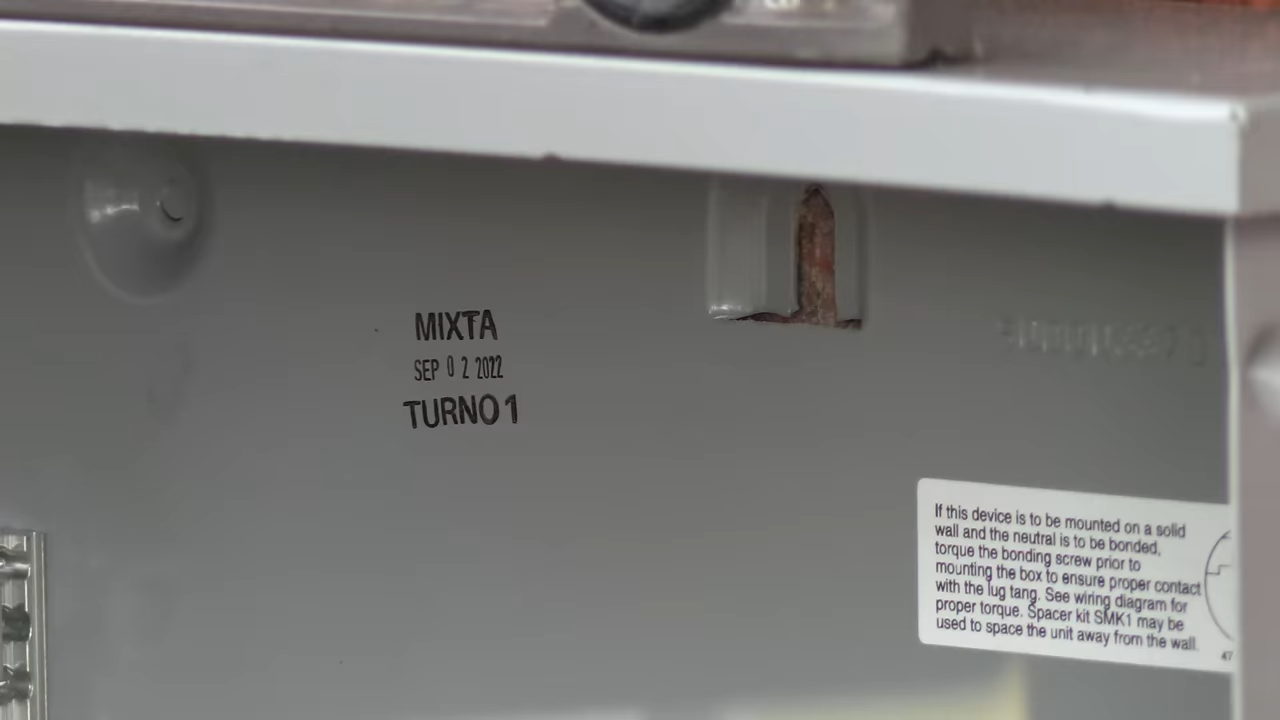 MIXTA
SEP 02 2022
TURNO 1
If this device is to be mounted on a solid
wall and the neutral is to be bonded,
torque the bonding screw prior to
mounting the box to ensure proper contact
with the lug tang. See wiring diagram for
proper torque. Spacer kit SMK1 may be
used to space the unit away from the wall.
47